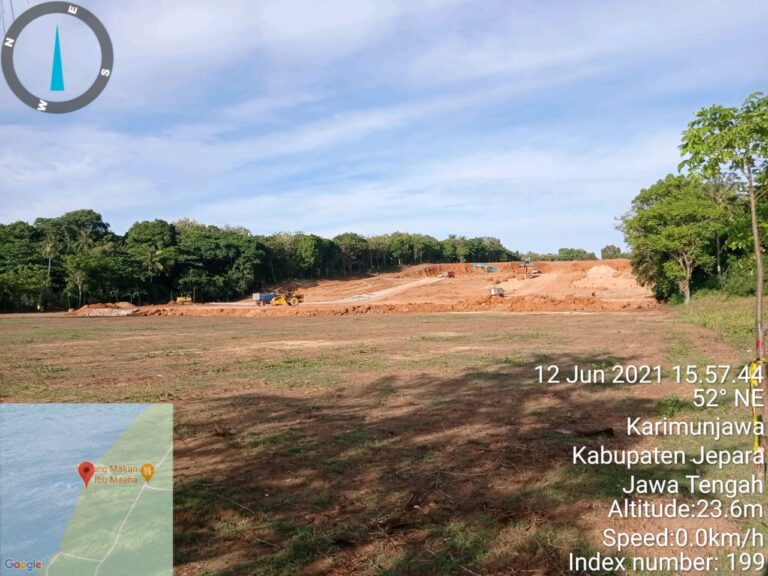 N
E
S
W
12 Jun 2021 15.57.44
52° NE
Karimunjawa
Kabupaten Jepara
Jawa Tengah
Altitude:23.6m
Speed:0.0km/h
Index number: 199
ng Makan
Ibu Maeha
Google